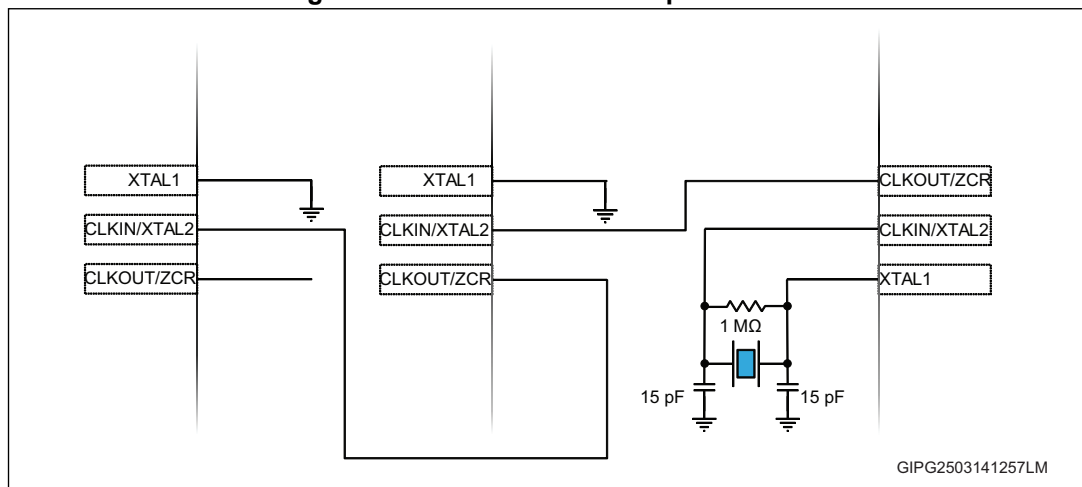 XTAL1
CLKIN/XTAL2
CLKOUT/ZCR
XTAL1
CLKIN/XTAL2
CLKOUT/ZCR
CLKOUT/ZCR
CLKIN/XTAL2
XTAL1
1 MΩ
15 pF
15 pF
GIPG2503141257LM